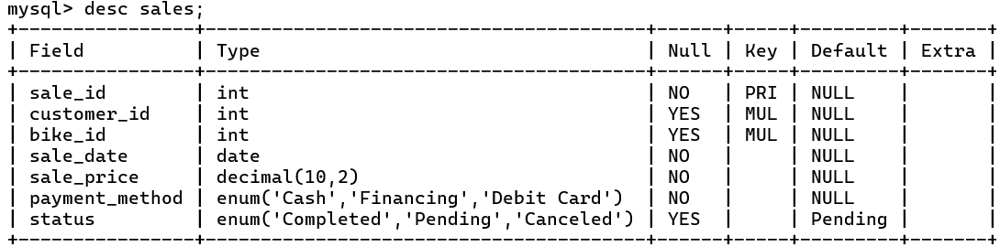 mysql> desc sales;
+----------------+----------------------------------------+------+-----+---------+-------+
| Field          | Type                                   | Null | Key | Default | Extra |
+----------------+----------------------------------------+------+-----+---------+-------+
| sale_id        | int                                    | NO   | PRI | NULL    |       |
| customer_id    | int                                    | YES  | MUL | NULL    |       |
| bike_id        | int                                    | YES  | MUL | NULL    |       |
| sale_date      | date                                   | NO   |     | NULL    |       |
| sale_price     | decimal(10,2)                          | NO   |     | NULL    |       |
| payment_method | enum('Cash','Financing','Debit Card')  | NO   |     | NULL    |       |
| status         | enum('Completed','Pending','Canceled') | YES  |     | Pending |       |
+----------------+----------------------------------------+------+-----+---------+-------+